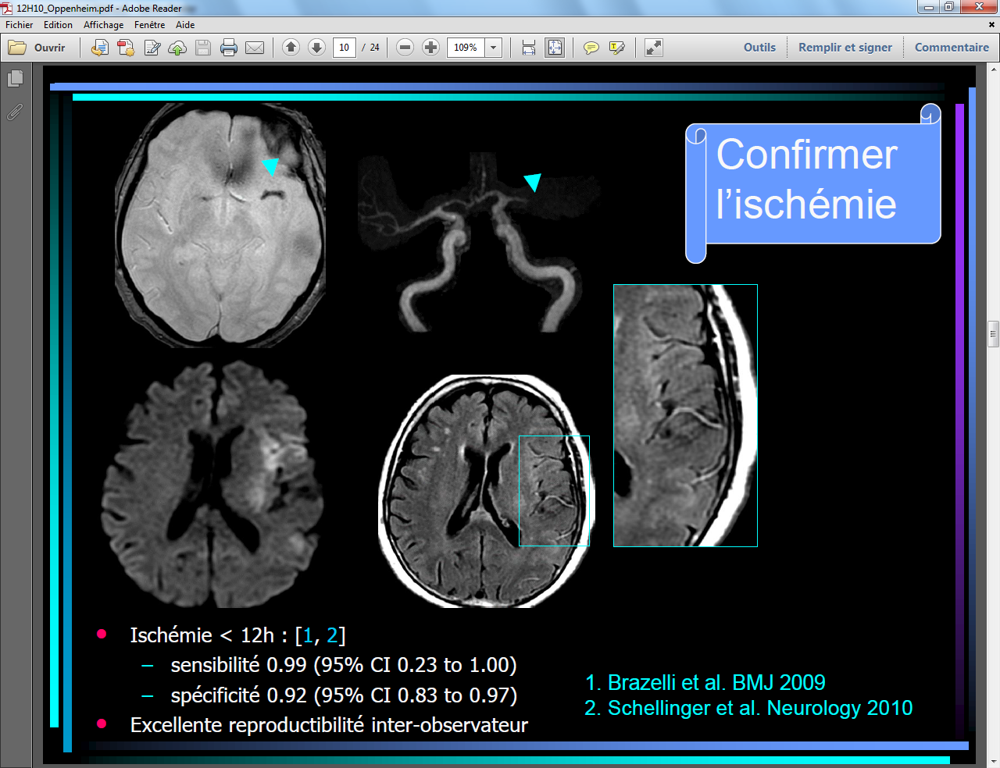 12H10_Oppenheim.pdf - Adobe Reader
Fichier Edition Affichage Fenêtre Aide
Ouvrir 10 / 24 109% Outils Remplir et signer Commentaire
Confirmer
l’ischémie
Ischémie < 12h : [1, 2]
– sensibilité 0.99 (95% CI 0.23 to 1.00)
– spécificité 0.92 (95% CI 0.83 to 0.97)
Excellente reproductibilité inter-observateur
1. Brazelli et al. BMJ 2009
2. Schellinger et al. Neurology 2010